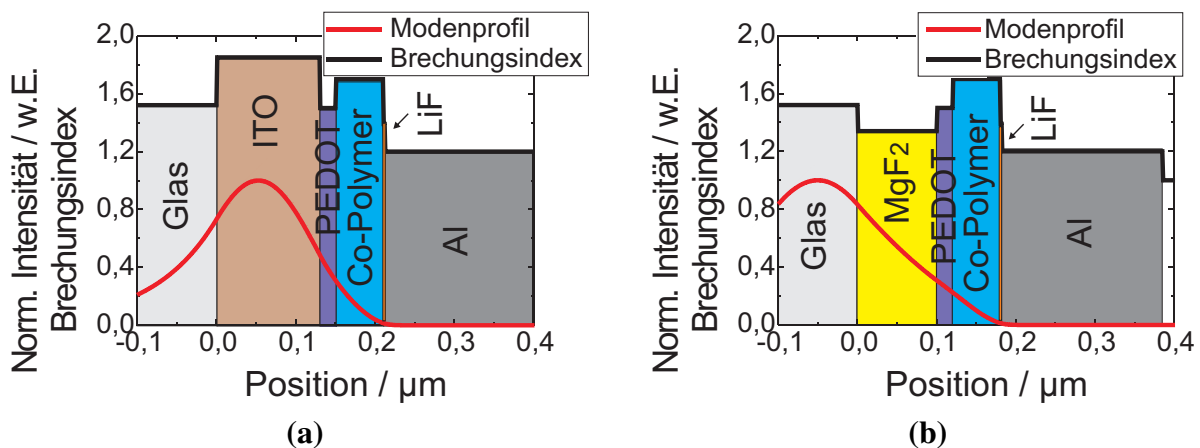 Modenprofil
Brechungsindex
Norm. Intensität / w.E.
Brechungsindex
2,0
1,6
1,2
0,8
0,4
0,0
Glas
ITO
PEDOT
Co-Polymer
LiF
Al
-0,1 0,0 0,1 0,2 0,3 0,4
Position / µm
(a)
Modenprofil
Brechungsindex
Norm. Intensität / w.E.
Brechungsindex
2,0
1,6
1,2
0,8
0,4
0,0
Glas
MgF2
PEDOT
Co-Polymer
LiF
Al
-0,1 0,0 0,1 0,2 0,3 0,4
Position / µm
(b)